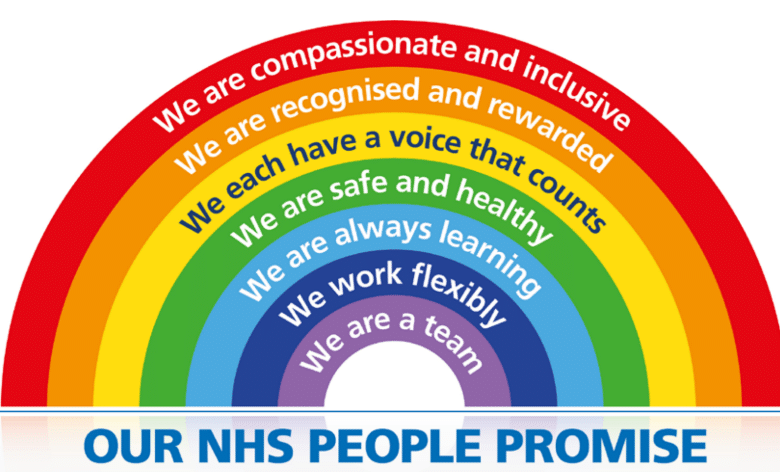 We are compassionate and inclusive
We are recognised and rewarded
We each have a voice that counts
We are safe and healthy
We are always learning
We work flexibly
We are a team
OUR NHS PEOPLE PROMISE